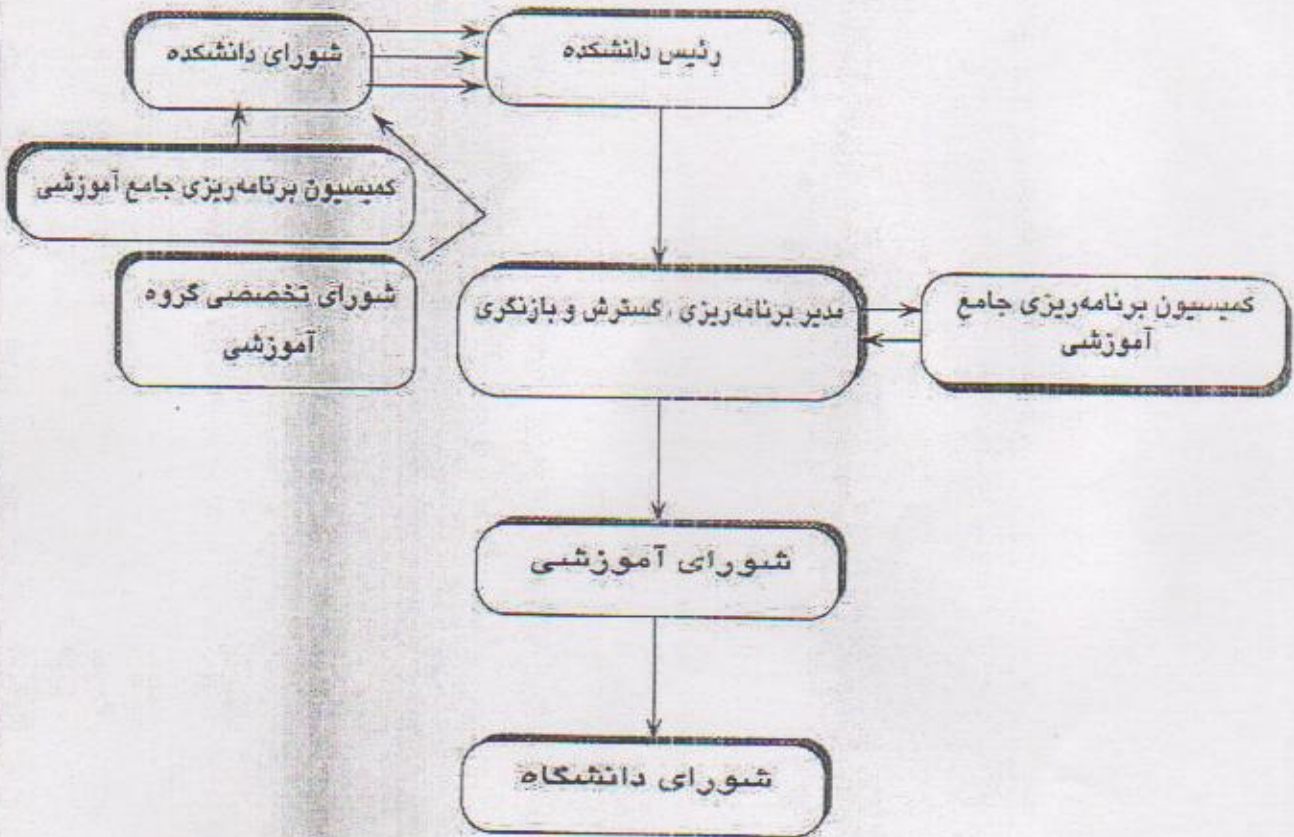 رئیس دانشکده
شورای دانشکده
کمیسیون برنامه‌ریزی جامع آموزشی
شورای تخصصی گروه
آموزشی
مدیر برنامه‌ریزی ، گسترش و بازنگری
کمیسیون برنامه‌ریزی جامع
آموزشی
شورای آموزشی
شورای دانشگاه